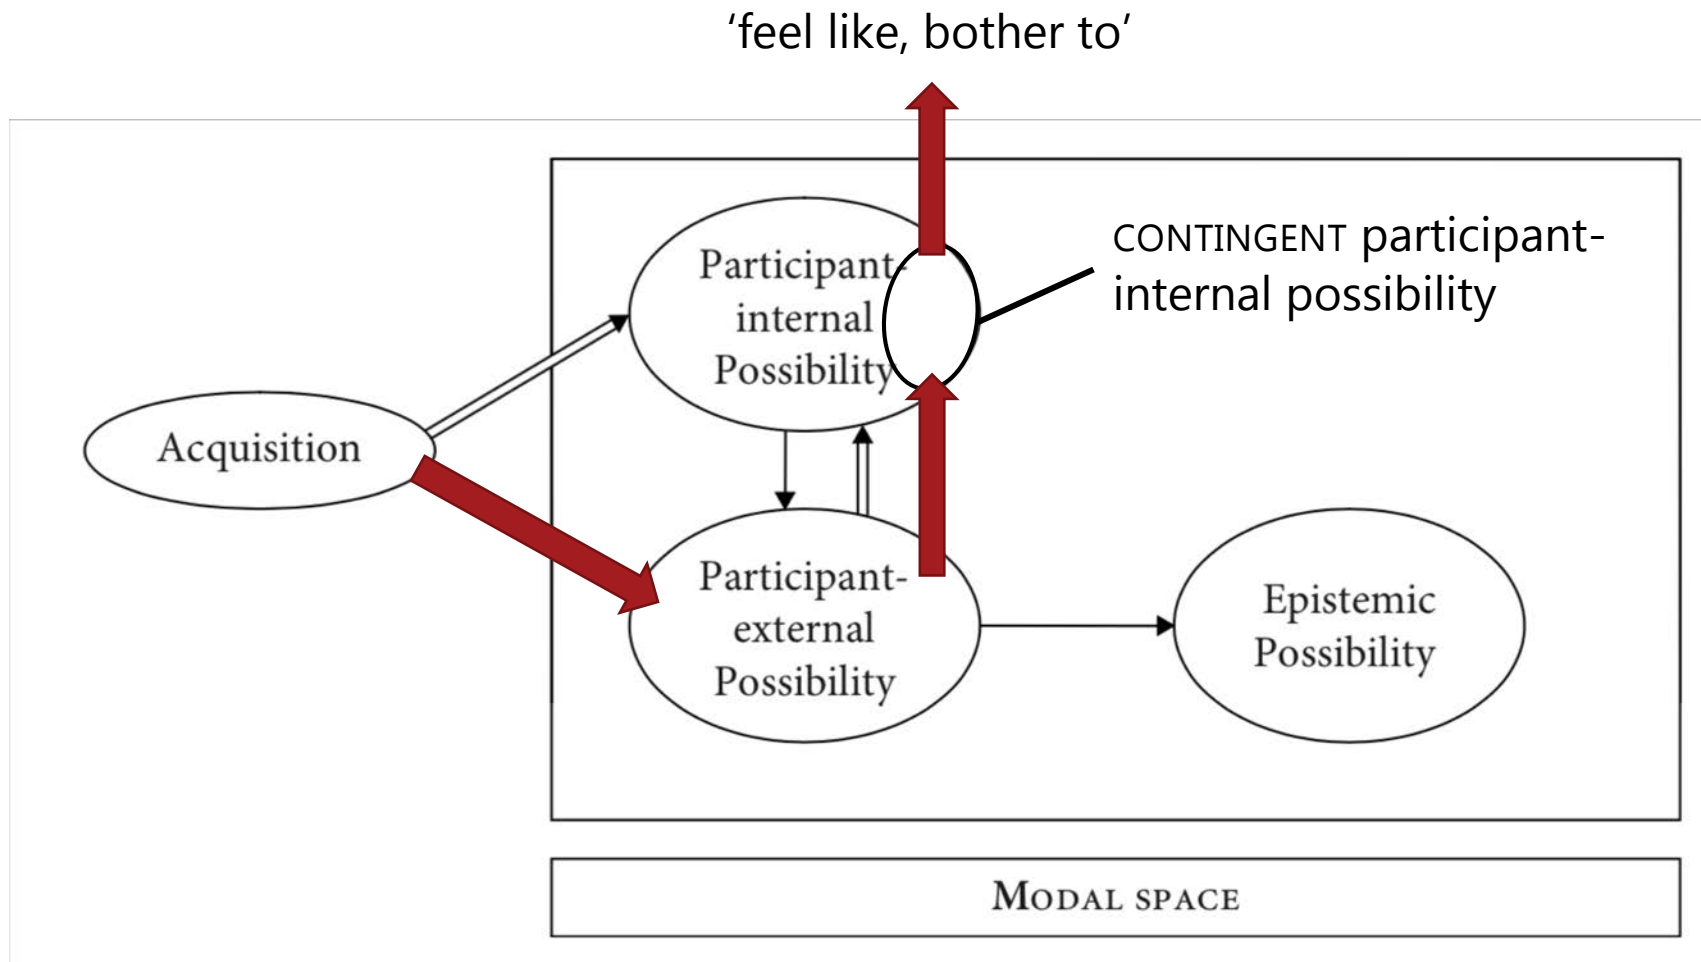 ‘feel like, bother to’
CONTINGENT participant-
internal possibility
Participant-
internal
Possibility
Acquisition
Participant-
external
Possibility
Epistemic
Possibility
MODAL SPACE